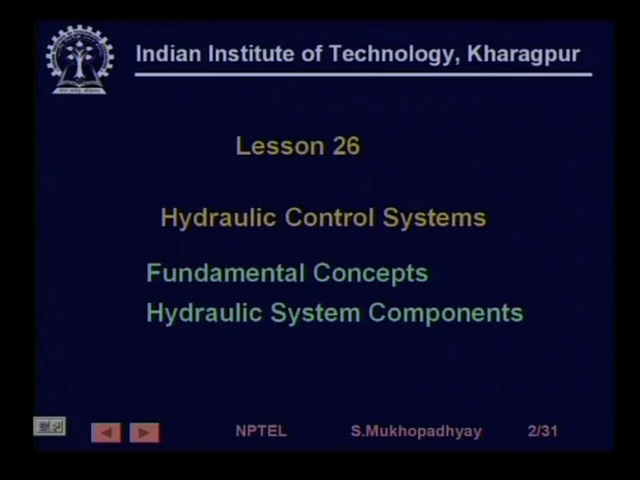 Indian Institute of Technology, Kharagpur
Lesson 26
Hydraulic Control Systems
Fundamental Concepts
Hydraulic System Components
NPTEL S.Mukhopadhyay 2/31